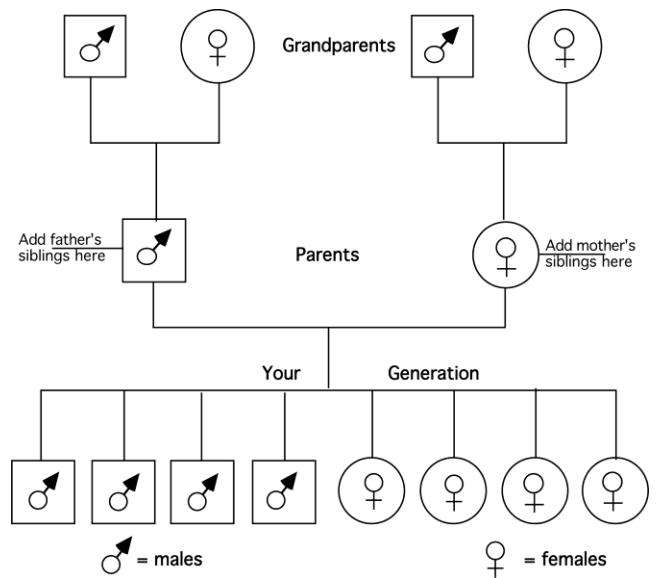 Grandparents
Add father's
siblings here
Parents
Add mother's
siblings here
Your Generation
= males
= females